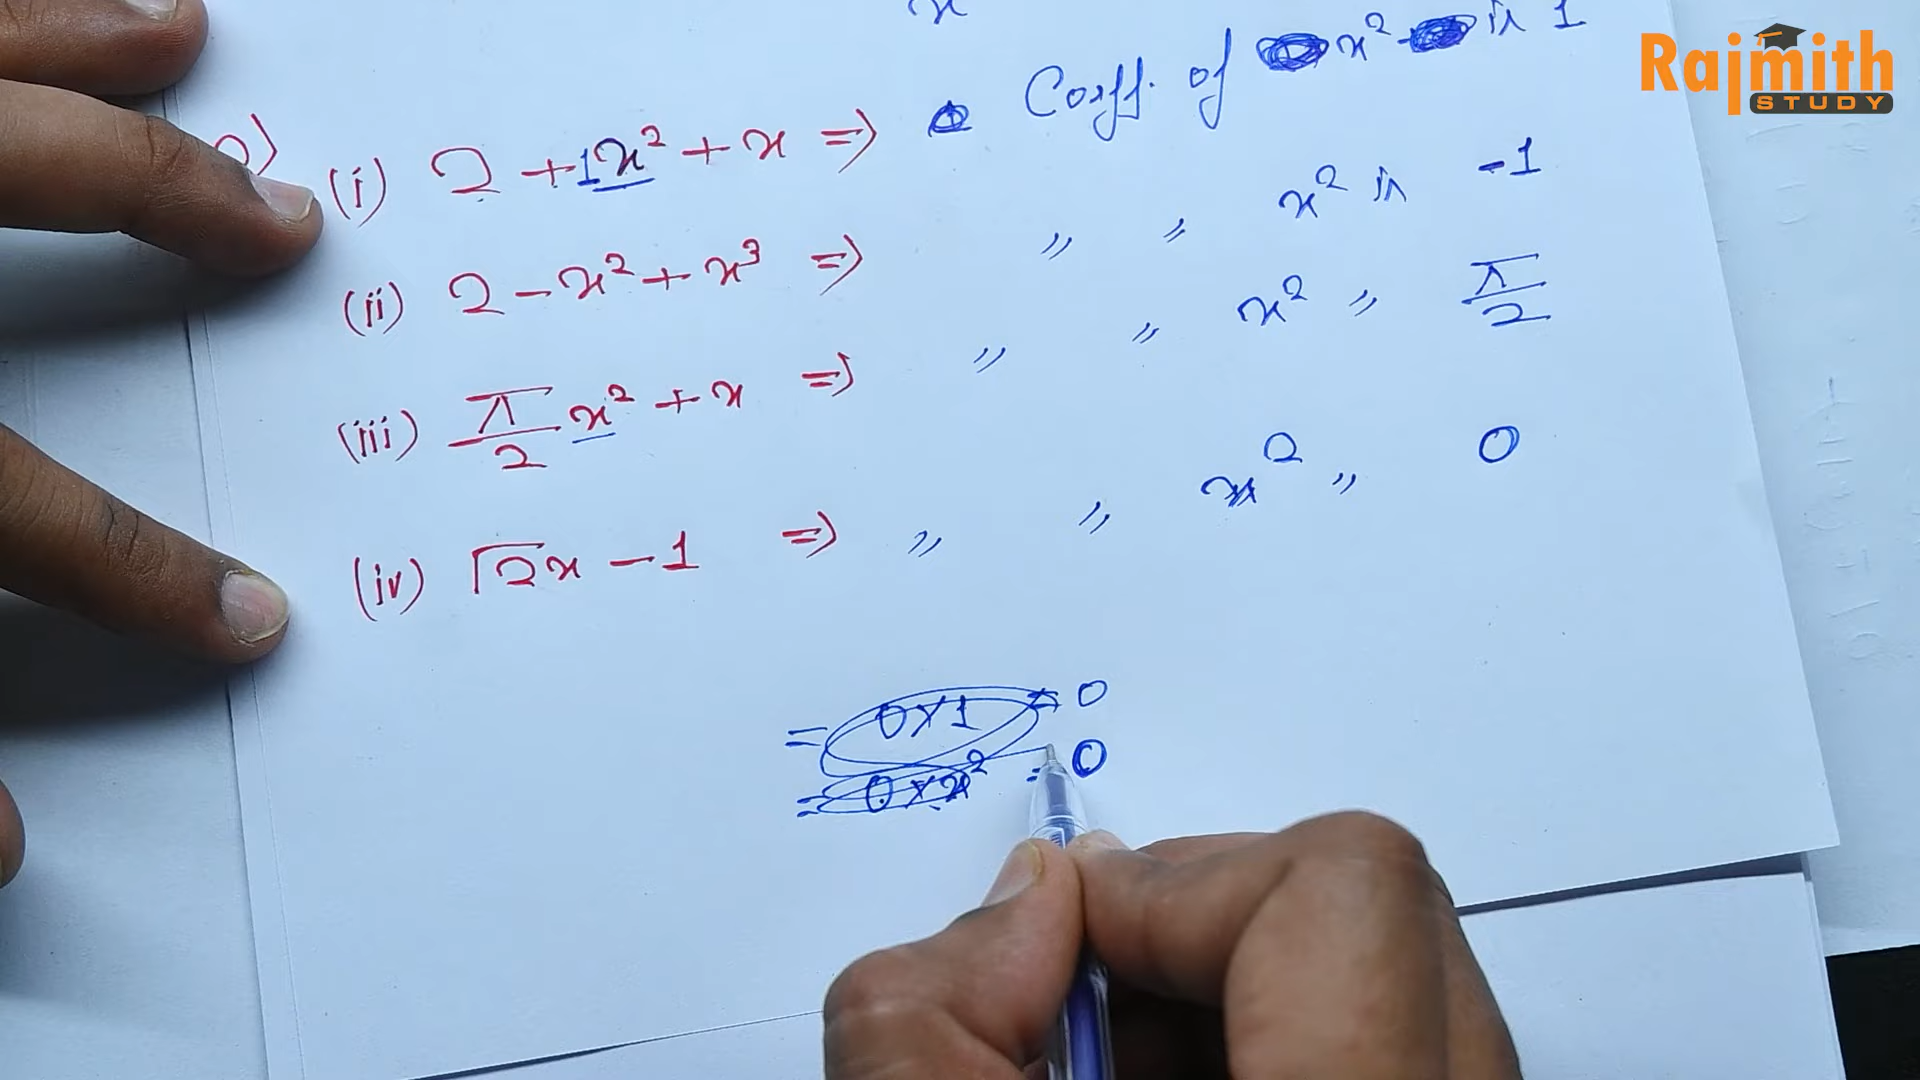 x
Rajmith
STUDY
(i) 2 + 1x² + x ⇒ Coeff. of x² is 1
(ii) 2 - x² + x³ ⇒ " " x² is -1
(iii) π/2 x² + x ⇒ " " x² " π/2
(iv) √2x - 1 ⇒ " " x² " 0
= 0×1 = 0
= 0×x² = 0